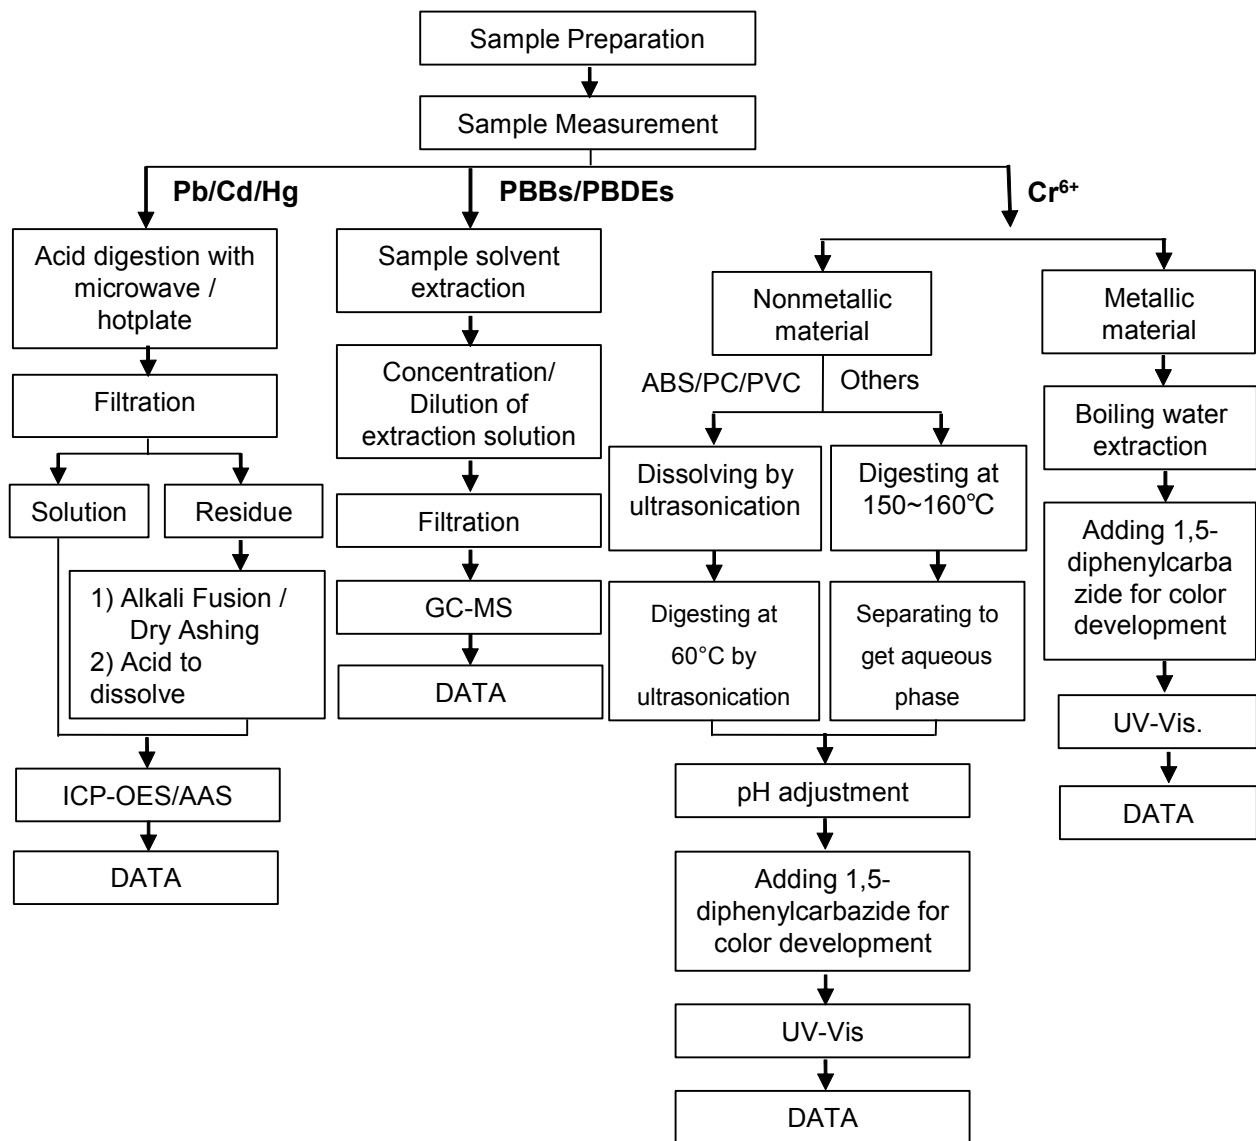 Sample Preparation
Sample Measurement
Pb/Cd/Hg
PBBs/PBDEs
Cr⁶⁺
Acid digestion with
microwave /
hotplate
Filtration
Solution
Residue
1) Alkali Fusion /
Dry Ashing
2) Acid to
dissolve
ICP-OES/AAS
DATA
Sample solvent
extraction
Concentration/
Dilution of
extraction solution
Filtration
GC-MS
DATA
Nonmetallic
material
ABS/PC/PVC
Others
Dissolving by
ultrasonication
Digesting at
60°C by
ultrasonication
Digesting at
150~160℃
Separating to
get aqueous
phase
pH adjustment
Adding 1,5-
diphenylcarbazide for
color development
UV-Vis
DATA
Metallic
material
Boiling water
extraction
Adding 1,5-
diphenylcarba
zide for color
development
UV-Vis.
DATA